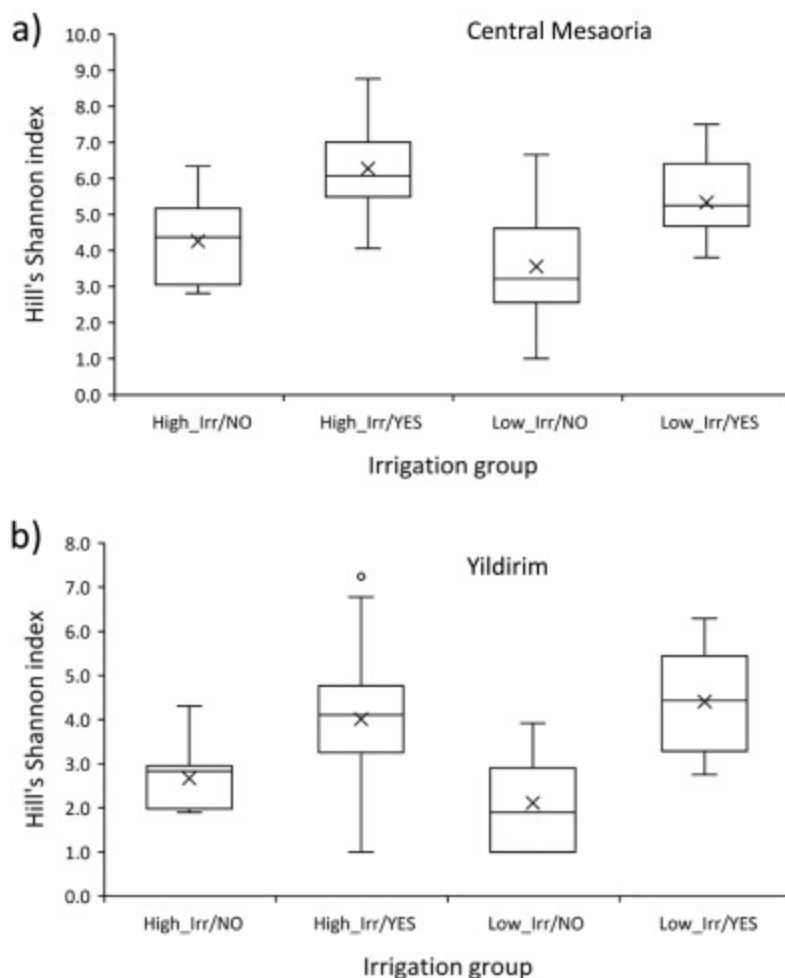 a)
Central Mesaoria
Hill's Shannon index
10.0
9.0
8.0
7.0
6.0
5.0
4.0
3.0
2.0
1.0
0.0
High_Irr/NO High_Irr/YES Low_Irr/NO Low_Irr/YES
Irrigation group
b)
Yildirim
Hill's Shannon index
8.0
7.0
6.0
5.0
4.0
3.0
2.0
1.0
0.0
High_Irr/NO High_Irr/YES Low_Irr/NO Low_Irr/YES
Irrigation group